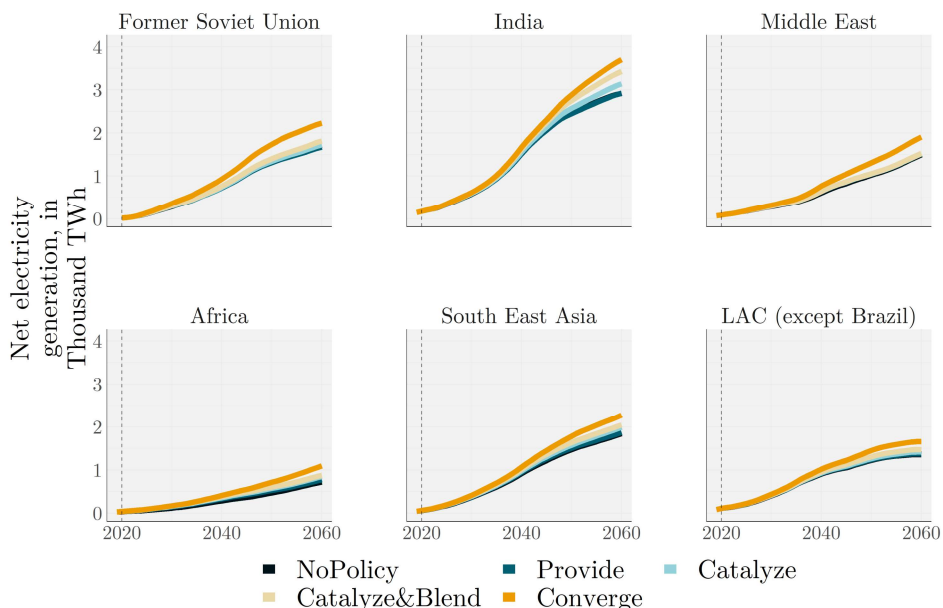 Former Soviet Union
India
Middle East
4
3
2
1
0
Net electricity
generation, in
Thousand TWh
Africa
South East Asia
LAC (except Brazil)
4
3
2
1
0
2020 2040 2060 2020 2040 2060 2020 2040 2060
NoPolicy Provide Catalyze
Catalyze&Blend Converge